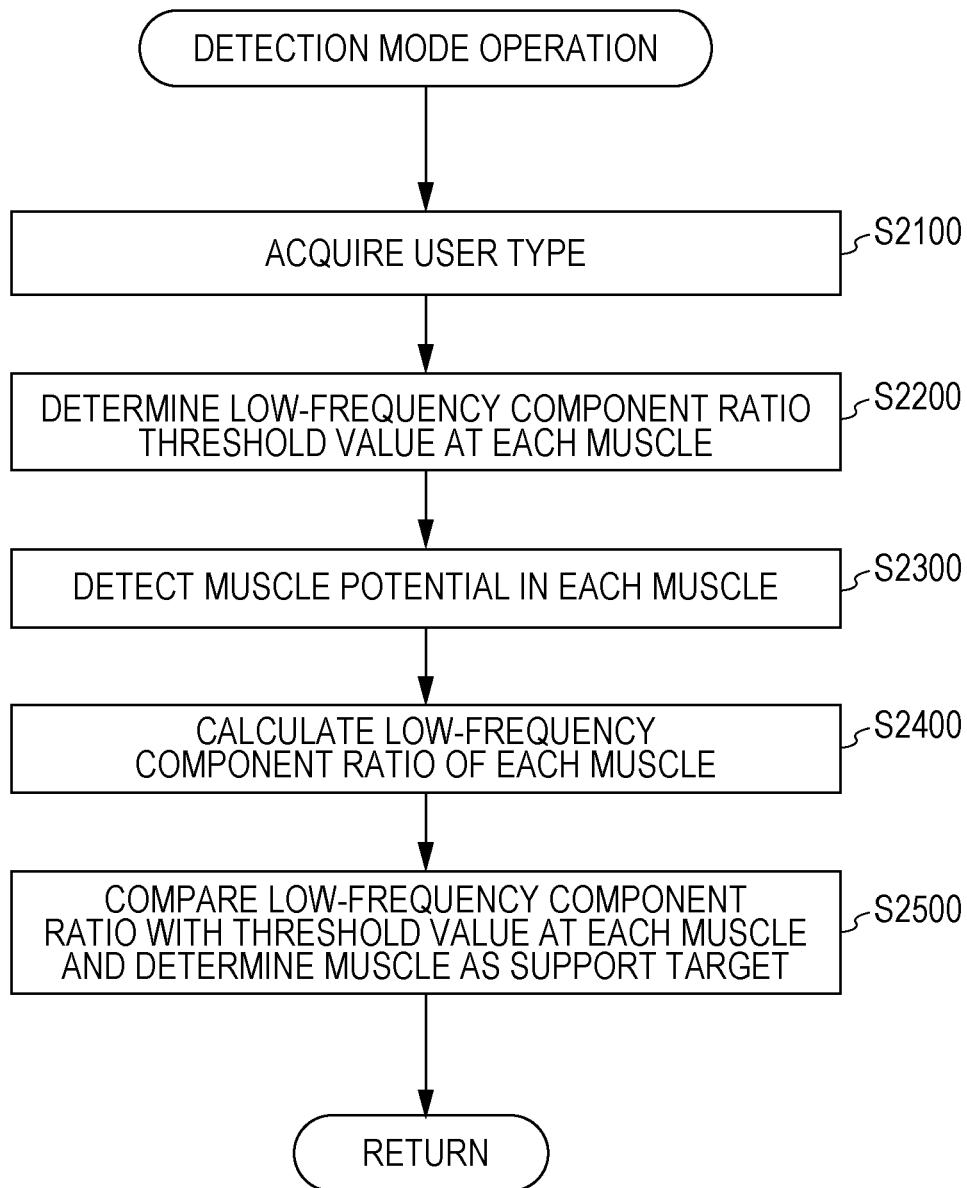 DETECTION MODE OPERATION
ACQUIRE USER TYPE
S2100
DETERMINE LOW-FREQUENCY COMPONENT RATIO
THRESHOLD VALUE AT EACH MUSCLE
S2200
DETECT MUSCLE POTENTIAL IN EACH MUSCLE
S2300
CALCULATE LOW-FREQUENCY
COMPONENT RATIO OF EACH MUSCLE
S2400
COMPARE LOW-FREQUENCY COMPONENT
RATIO WITH THRESHOLD VALUE AT EACH MUSCLE
AND DETERMINE MUSCLE AS SUPPORT TARGET
S2500
RETURN